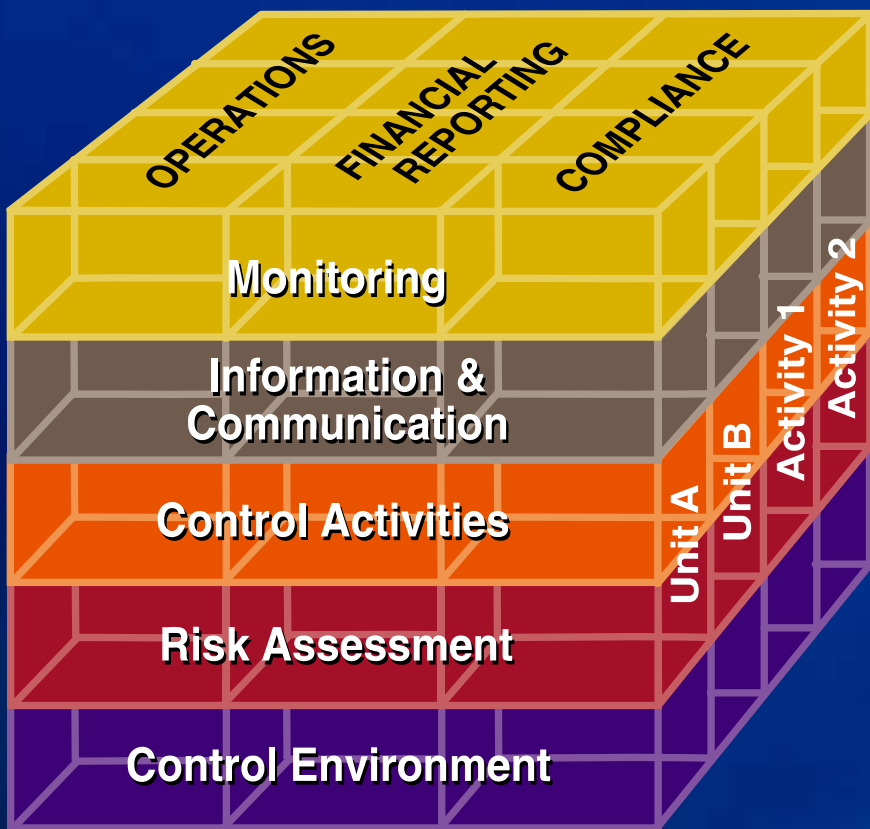 OPERATIONS
FINANCIAL
REPORTING
COMPLIANCE
Monitoring
Information &
Communication
Control Activities
Risk Assessment
Control Environment
Unit A
Unit B
Activity 1
Activity 2